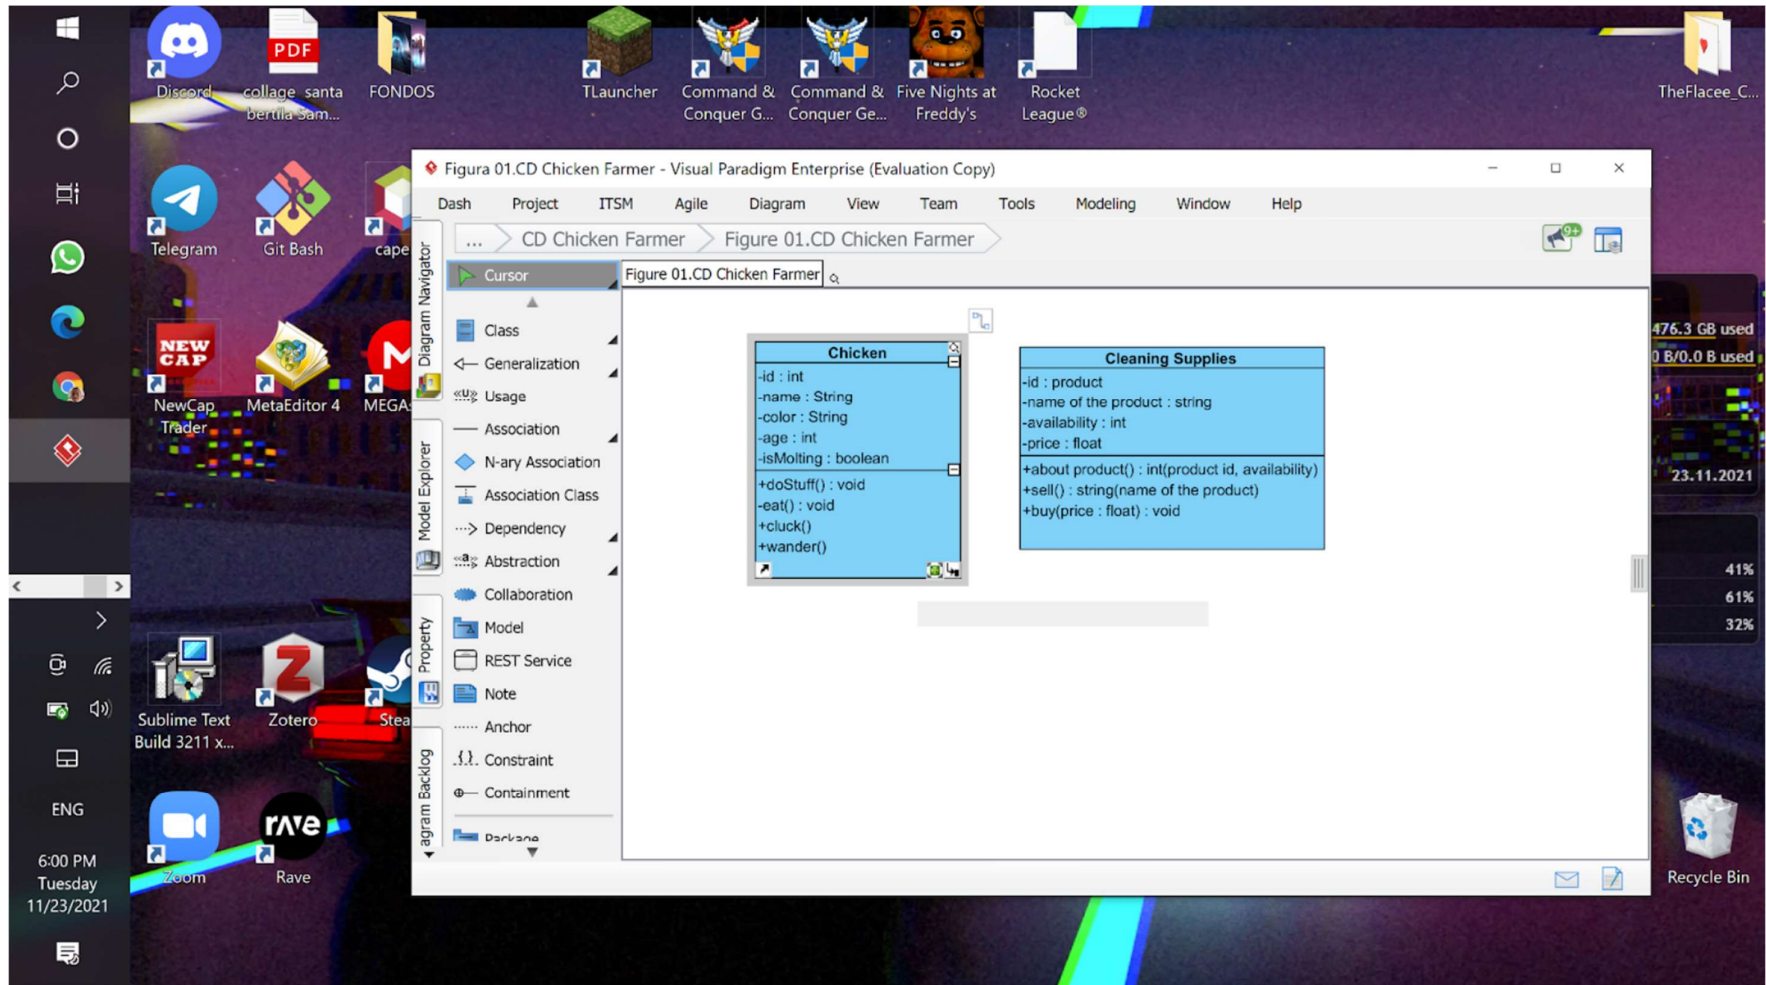 PDF
Discord
collage santa
bertila Sam...
FONDOS
TLauncher
Command &
Conquer G...
Command &
Conquer Ge...
Five Nights at
Freddy's
Rocket
League®
TheFlacee_C...
Telegram
Git Bash
cape
NEW
CAP
NewCap
Trader
MetaEditor 4
MEGA
476.3 GB used
0 B/0.0 B used
23.11.2021
41%
61%
32%
Sublime Text
Build 3211 x...
Zotero
Stea
Zoom
rave
Rave
Recycle Bin
ENG
6:00 PM
Tuesday
11/23/2021
Figura 01.CD Chicken Farmer - Visual Paradigm Enterprise (Evaluation Copy)
Dash Project ITSM Agile Diagram View Team Tools Modeling Window Help
... CD Chicken Farmer Figure 01.CD Chicken Farmer
9+
Diagram Navigator
Model Explorer
Property
agram Backlog
Cursor
Class
Generalization
«U» Usage
Association
N-ary Association
Association Class
Dependency
«a» Abstraction
Collaboration
Model
REST Service
Note
Anchor
{} Constraint
Containment
Package
Figure 01.CD Chicken Farmer
Chicken
-id : int
-name : String
-color : String
-age : int
-isMolting : boolean
+doStuff() : void
-eat() : void
+cluck()
+wander()
Cleaning Supplies
-id : product
-name of the product : string
-availability : int
-price : float
+about product() : int(product id, availability)
+sell() : string(name of the product)
+buy(price : float) : void